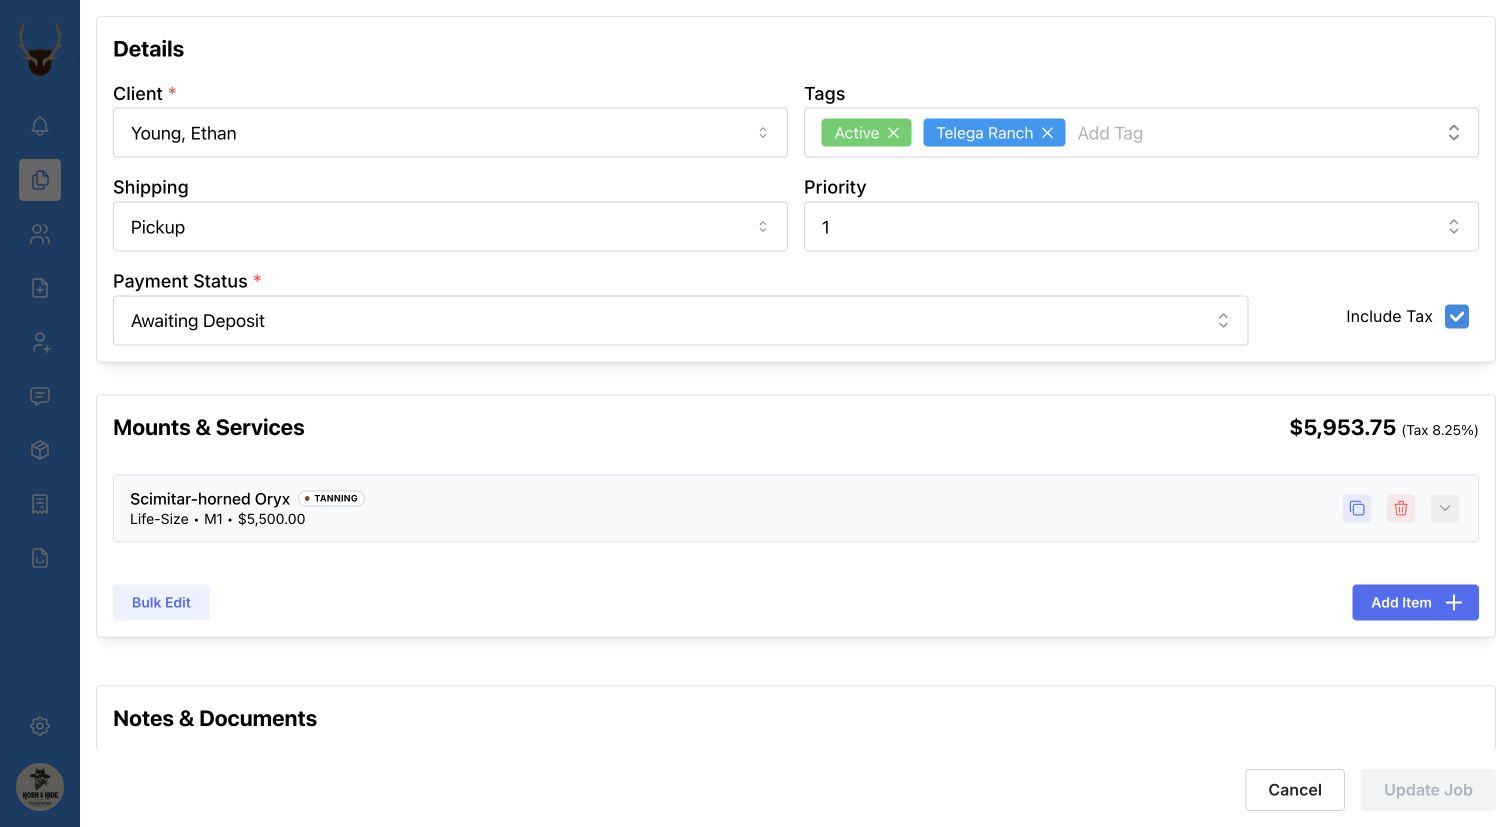 Details
Client *
Young, Ethan
Tags
Active
Telega Ranch
Add Tag
Shipping
Pickup
Priority
1
Payment Status *
Awaiting Deposit
Include Tax
Mounts & Services
$5,953.75 (Tax 8.25%)
Scimitar-horned Oryx • TANNING
Life-Size • M1 • $5,500.00
Bulk Edit
Add Item
Notes & Documents
HORN & HIDE
Cancel
Update Job